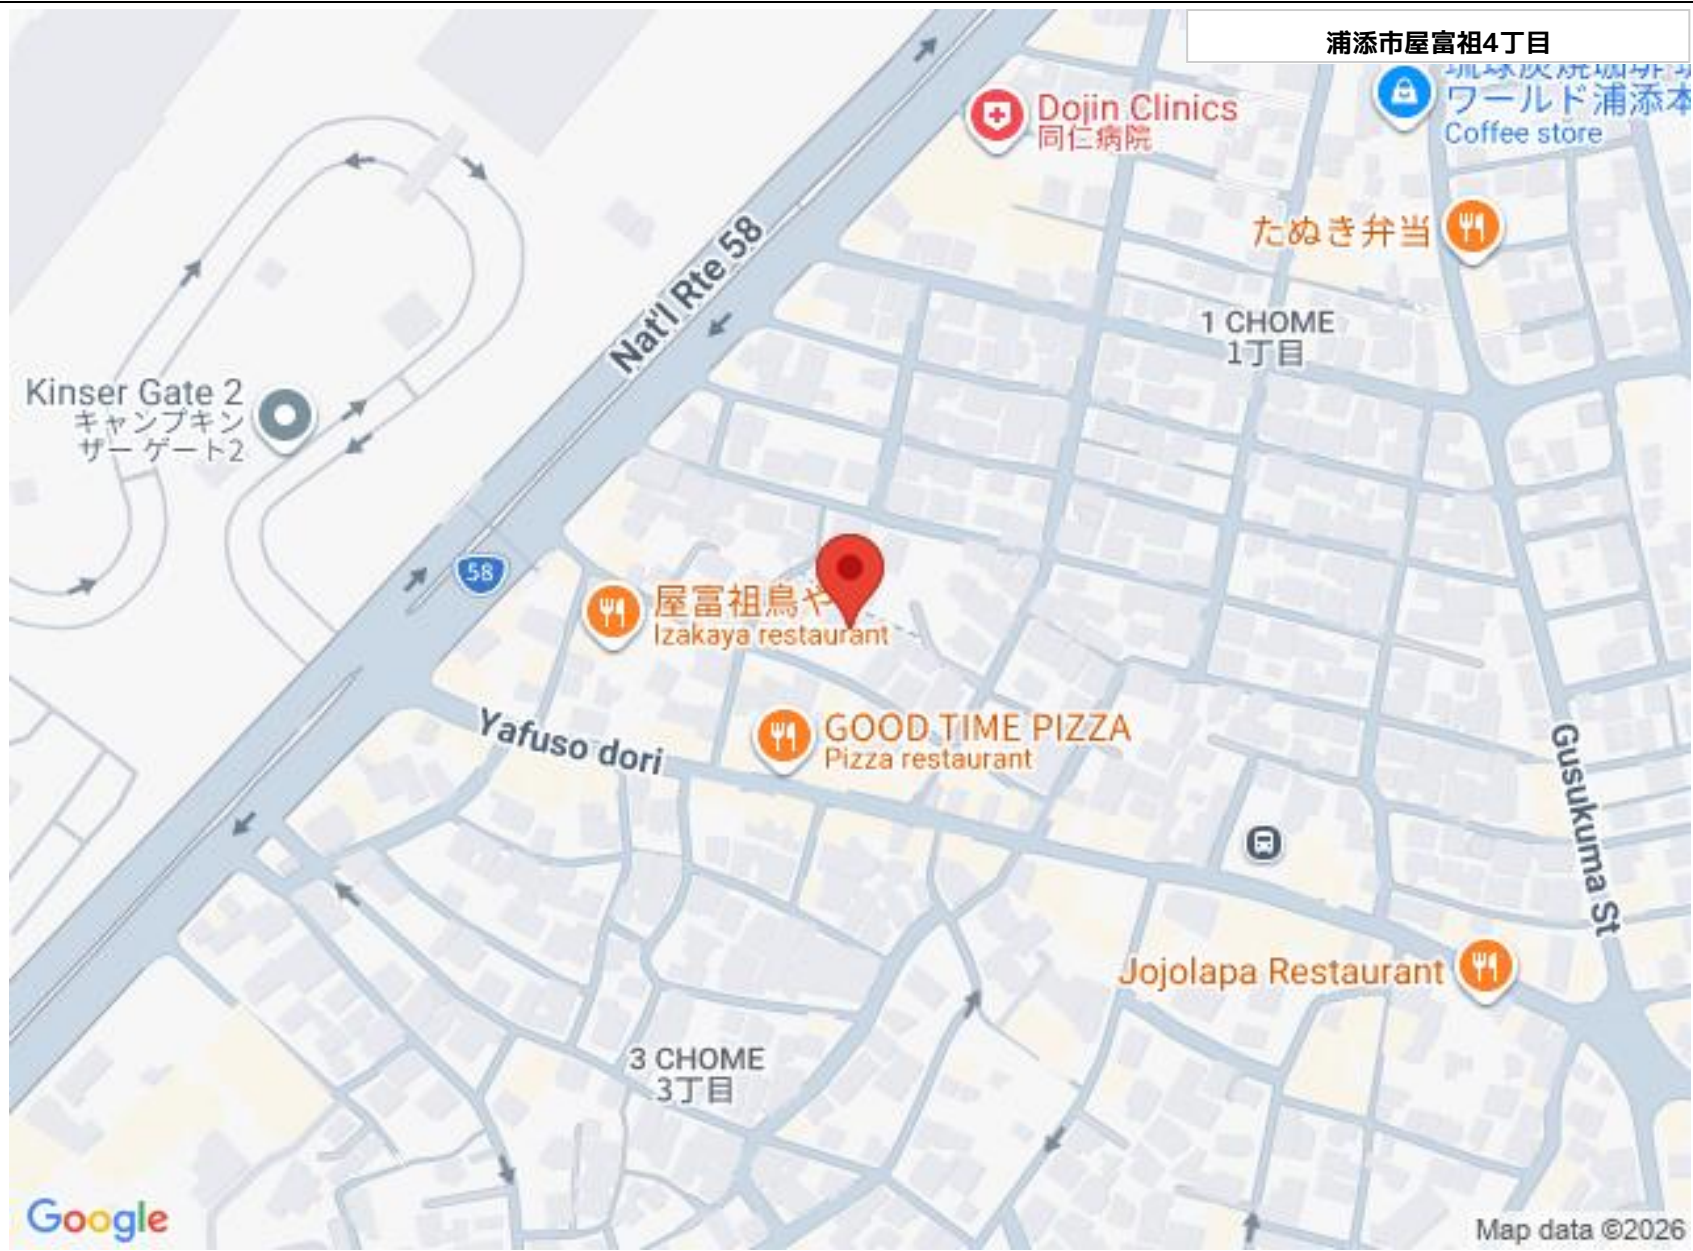 浦添市屋富祖4丁目
Dojin Clinics
同仁病院
ワールド浦添本
Coffee store
たぬき弁当
Nat'l Rte 58
1 CHOME
1丁目
Kinser Gate 2
キャンプキン
ザー ゲート2
58
屋富祖鳥や
Izakaya restaurant
GOOD TIME PIZZA
Pizza restaurant
Yafuso dori
Gusukuma St
Jojolapa Restaurant
3 CHOME
3丁目
Google
Map data ©2026